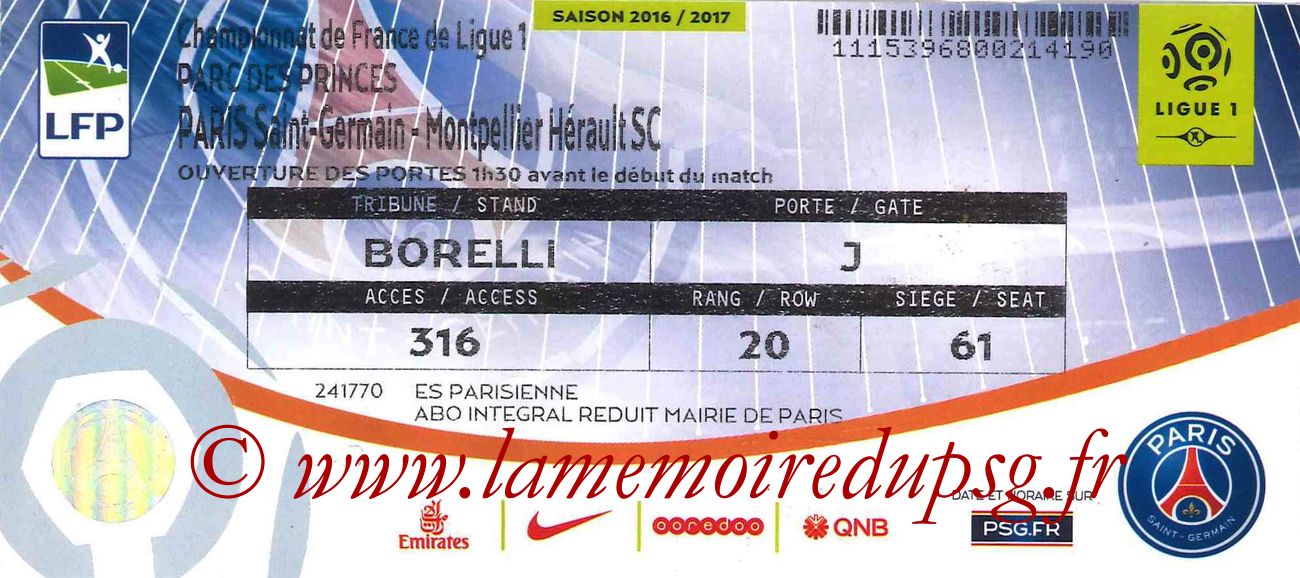 SAISON 2016 / 2017
LFP
Championnat de France de Ligue 1
PARC DES PRINCES
PARIS Saint-Germain - Montpellier Hérault SC
OUVERTURE DES PORTES 1h30 avant le début du match
1115396800214190
LIGUE 1
TRIBUNE / STAND PORTE / GATE
BORELLI J
ACCES / ACCESS RANG / ROW SIEGE / SEAT
316 20 61
241770 ES PARISIENNE
ABO INTEGRAL REDUIT MAIRIE DE PARIS
© www.lamemoiredupsg.fr
Emirates
ooredoo
QNB
DATE ET HORAIRE SUR
PSG.FR
PARIS
SAINT-GERMAIN